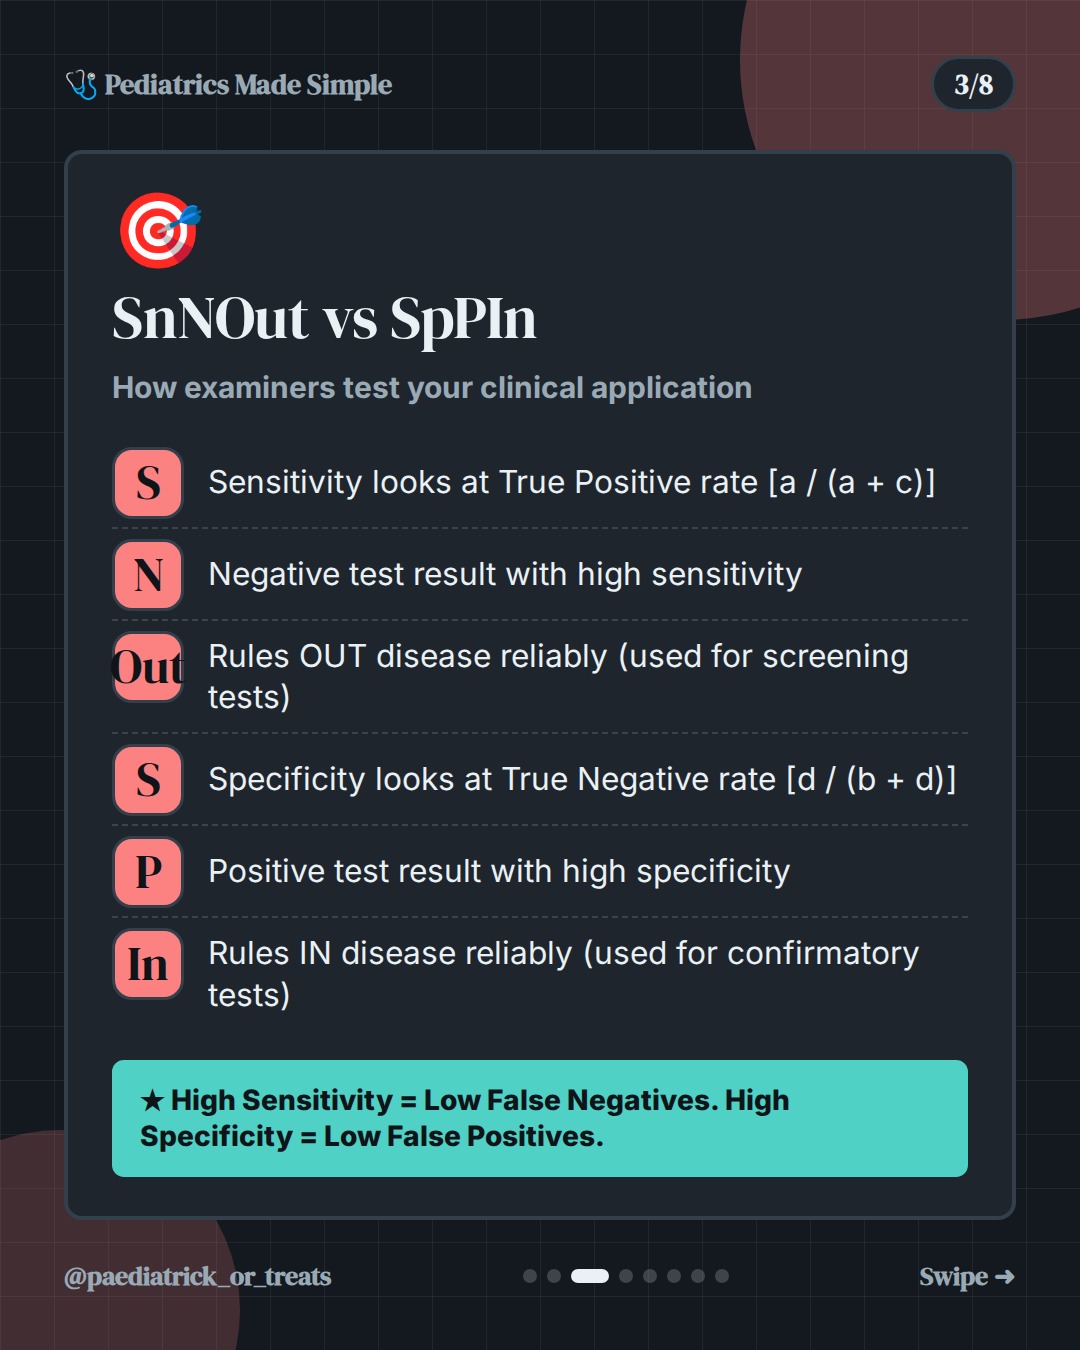 Pediatrics Made Simple
3/8
SnNOut vs SpPIn
How examiners test your clinical application
S
Sensitivity looks at True Positive rate [a / (a + c)]
N
Negative test result with high sensitivity
Out
Rules OUT disease reliably (used for screening
tests)
S
Specificity looks at True Negative rate [d / (b + d)]
P
Positive test result with high specificity
In
Rules IN disease reliably (used for confirmatory
tests)
★ High Sensitivity = Low False Negatives. High
Specificity = Low False Positives.
@paediatrick_or_treats
Swipe ➜